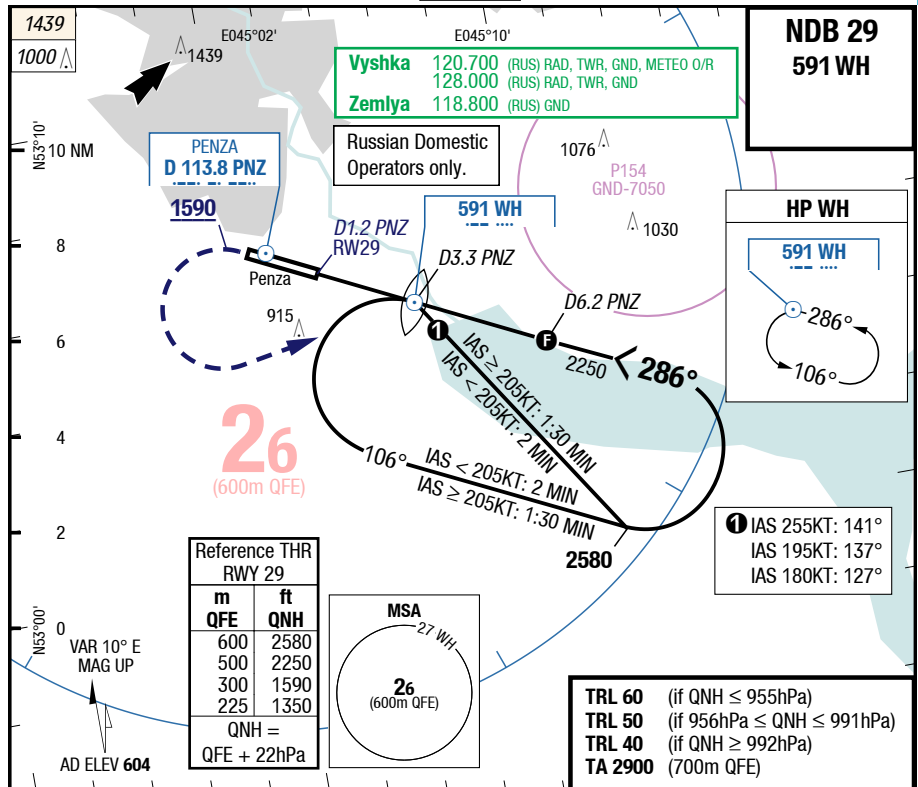 1439
1000
1439
E045°02'
E045°10'
NDB 29
591 WH
Vyshka 120.700 (RUS) RAD, TWR, GND, METEO O/R
128.000 (RUS) RAD, TWR, GND
Zemlya 118.800 (RUS) GND
Russian Domestic
Operators only.
N53°10'
10 NM
PENZA
D 113.8 PNZ
1590
D1.2 PNZ
RW29
591 WH
1076
P154
GND-7050
1030
HP WH
591 WH
286°
106°
8
Penza
D3.3 PNZ
D6.2 PNZ
915
6
1
F
2250
286°
IAS ≥ 205KT: 1:30 MIN
IAS < 205KT: 2 MIN
26
(600m QFE)
4
106°
IAS < 205KT: 2 MIN
IAS ≥ 205KT: 1:30 MIN
2
2580
1 IAS 255KT: 141°
IAS 195KT: 137°
IAS 180KT: 127°
Reference THR
RWY 29
m ft
QFE QNH
600 2580
500 2250
300 1590
225 1350
QNH =
QFE + 22hPa
MSA
27 WH
26
(600m QFE)
N53°00'
0
VAR 10° E
MAG UP
AD ELEV 604
TRL 60 (if QNH ≤ 955hPa)
TRL 50 (if 956hPa ≤ QNH ≤ 991hPa)
TRL 40 (if QNH ≥ 992hPa)
TA 2900 (700m QFE)